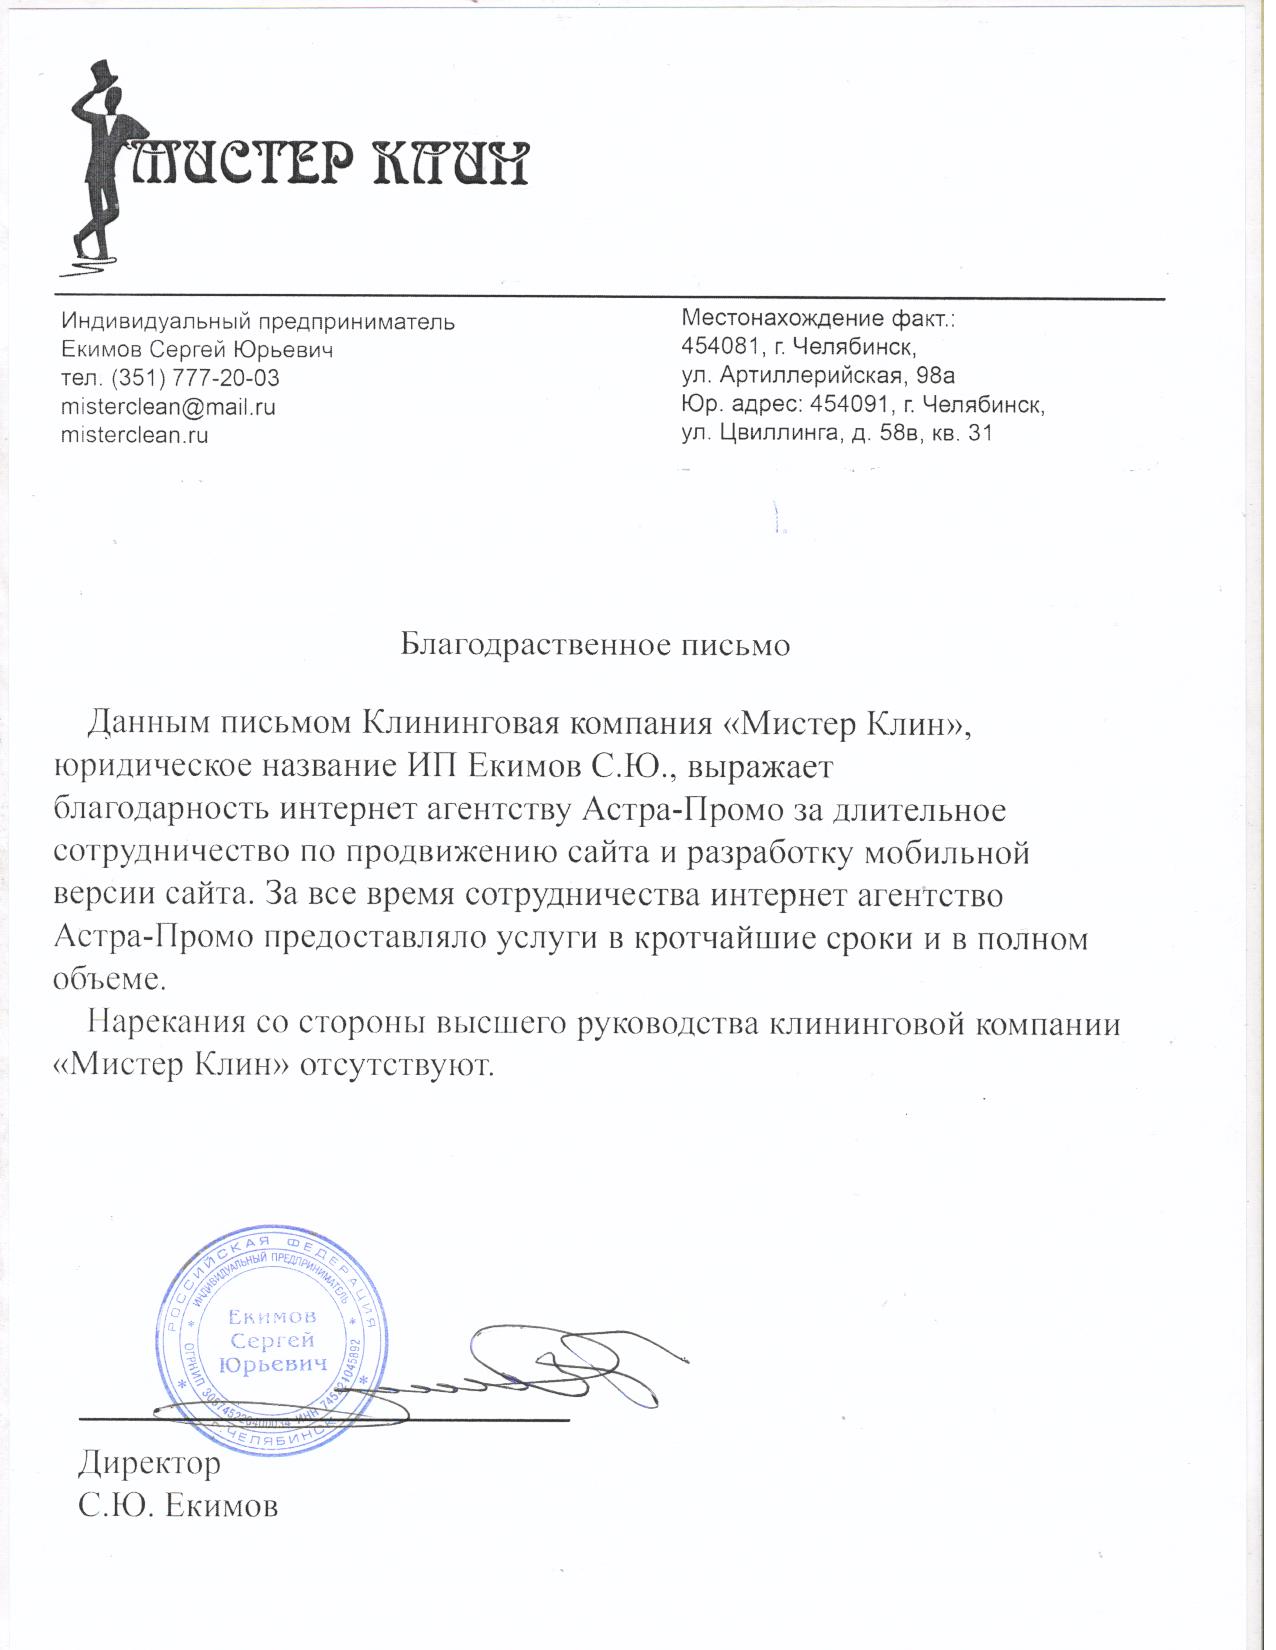 МИСТЕР КЛИН
Индивидуальный предприниматель
Екимов Сергей Юрьевич
тел. (351) 777-20-03
misterclean@mail.ru
misterclean.ru
Местонахождение факт.:
454081, г. Челябинск,
ул. Артиллерийская, 98а
Юр. адрес: 454091, г. Челябинск,
ул. Цвиллинга, д. 58в, кв. 31
Благодраственное письмо
Данным письмом Клининговая компания «Мистер Клин»,
юридическое название ИП Екимов С.Ю., выражает
благодарность интернет агентству Астра-Промо за длительное
сотрудничество по продвижению сайта и разработку мобильной
версии сайта. За все время сотрудничества интернет агентство
Астра-Промо предоставляло услуги в кротчайшие сроки и в полном
объеме.
Нарекания со стороны высшего руководства клининговой компании
«Мистер Клин» отсутствуют.
РОССИЙСКАЯ ФЕДЕРАЦИЯ
ИНДИВИДУАЛЬНЫЙ ПРЕДПРИНИМАТЕЛЬ
Екимов
Сергей
Юрьевич
ОГРНИП ИНН
г. ЧЕЛЯБИНСК
Директор
С.Ю. Екимов